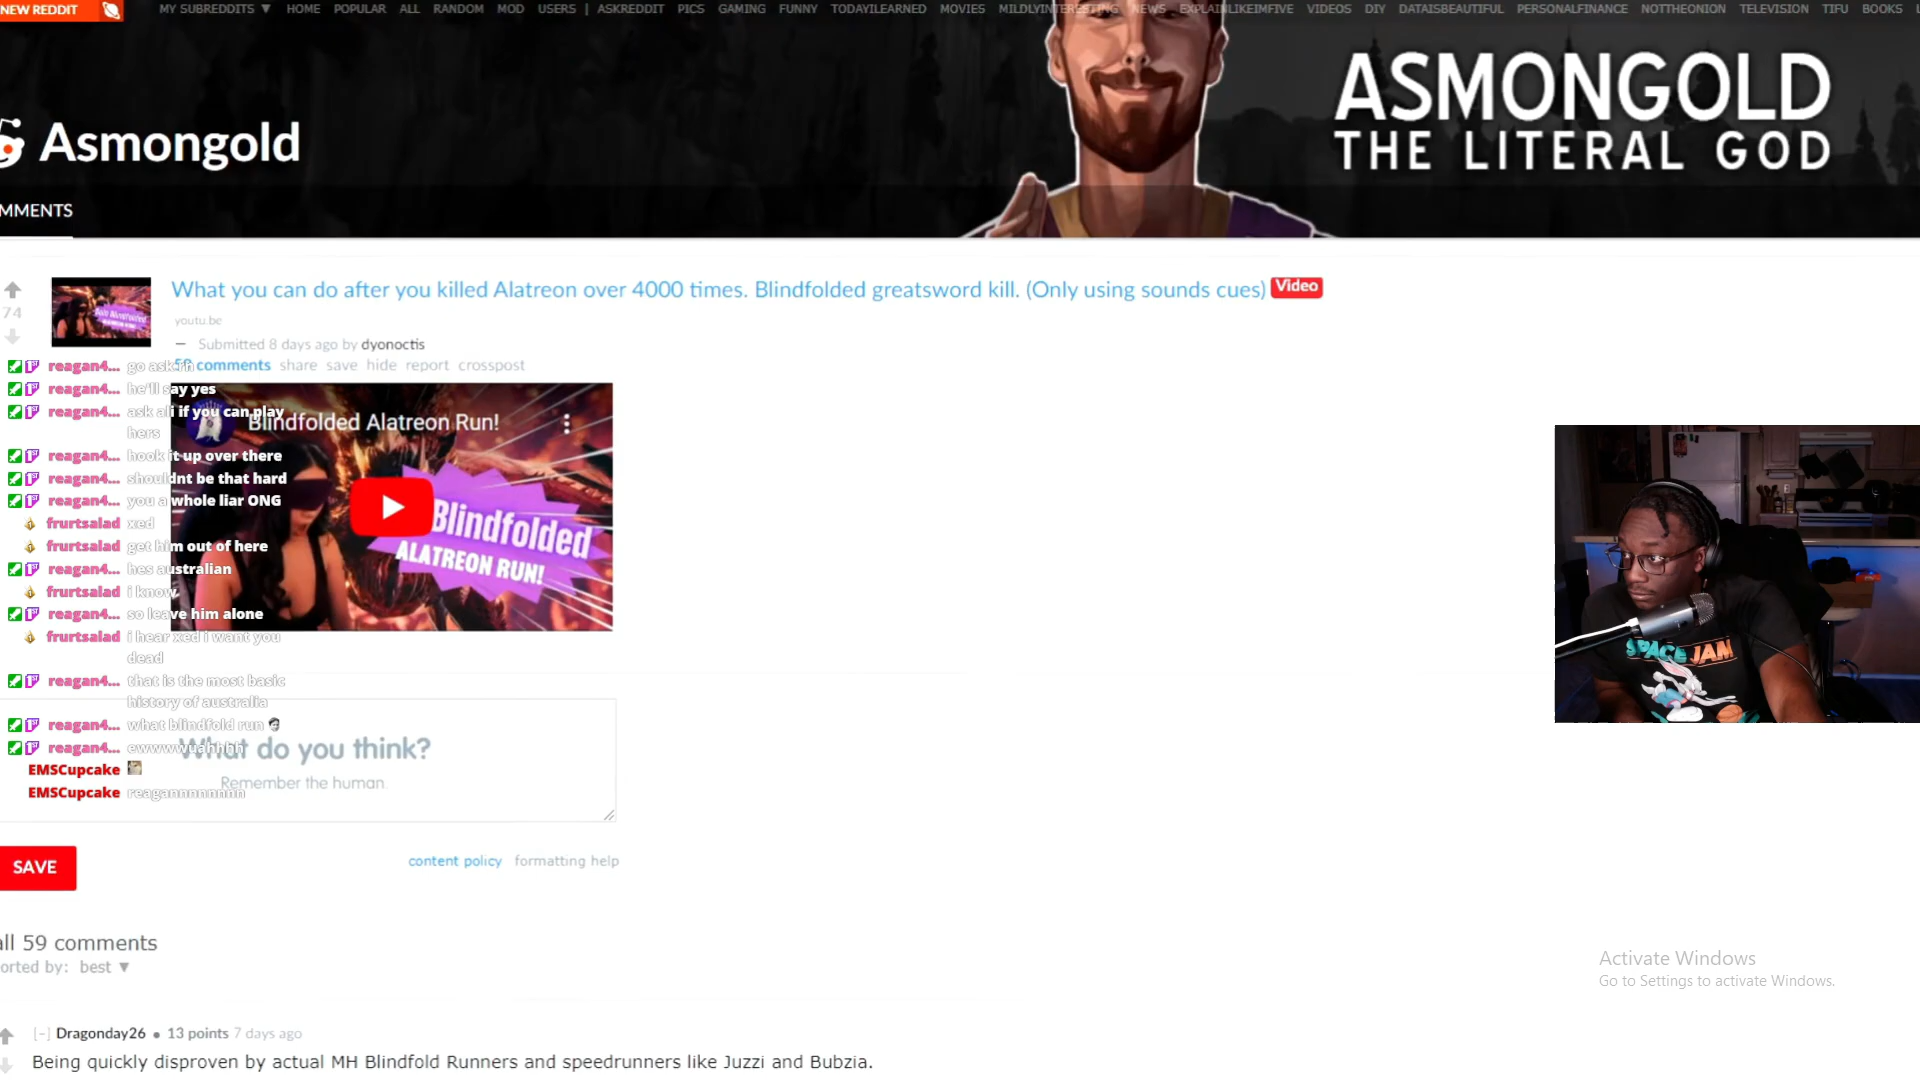 NEW REDDIT
MY SUBREDDITS ▼ HOME POPULAR ALL RANDOM MOD USERS | ASKREDDIT PICS GAMING FUNNY TODAYILEARNED MOVIES MILDLYINTERESTING NEWS EXPLAINLIKEIMFIVE VIDEOS DIY DATAISBEAUTIFUL PERSONALFINANCE NOTTHEONION TELEVISION TIFU BOOKS
ASMONGOLD
THE LITERAL GOD
Asmongold
MMENTS
What you can do after you killed Alatreon over 4000 times. Blindfolded greatsword kill. (Only using sounds cues) Video
youtu.be
74
— Submitted 8 days ago by dyonoctis
59 comments share save hide report crosspost
Blindfolded Alatreon Run!
Blindfolded
ALATREON RUN!
reagan4... go ask rh
reagan4... he'll say yes
reagan4... ask ali if you can play
hers
reagan4... hook it up over there
reagan4... shouldnt be that hard
reagan4... you a whole liar ONG
frurtsalad xed
frurtsalad get him out of here
reagan4... hes australian
frurtsalad i know
reagan4... so leave him alone
frurtsalad i hear xed i want you
dead
reagan4... that is the most basic
history of australia
reagan4... what blindfold run
reagan4... ewwwwuahhhh
EMSCupcake
EMSCupcake reagannnnnnnn
What do you think?
Remember the human.
SPACE JAM
SAVE
content policy formatting help
all 59 comments
orted by: best ▼
Activate Windows
Go to Settings to activate Windows.
[–] Dragonday26 • 13 points 7 days ago
Being quickly disproven by actual MH Blindfold Runners and speedrunners like Juzzi and Bubzia.